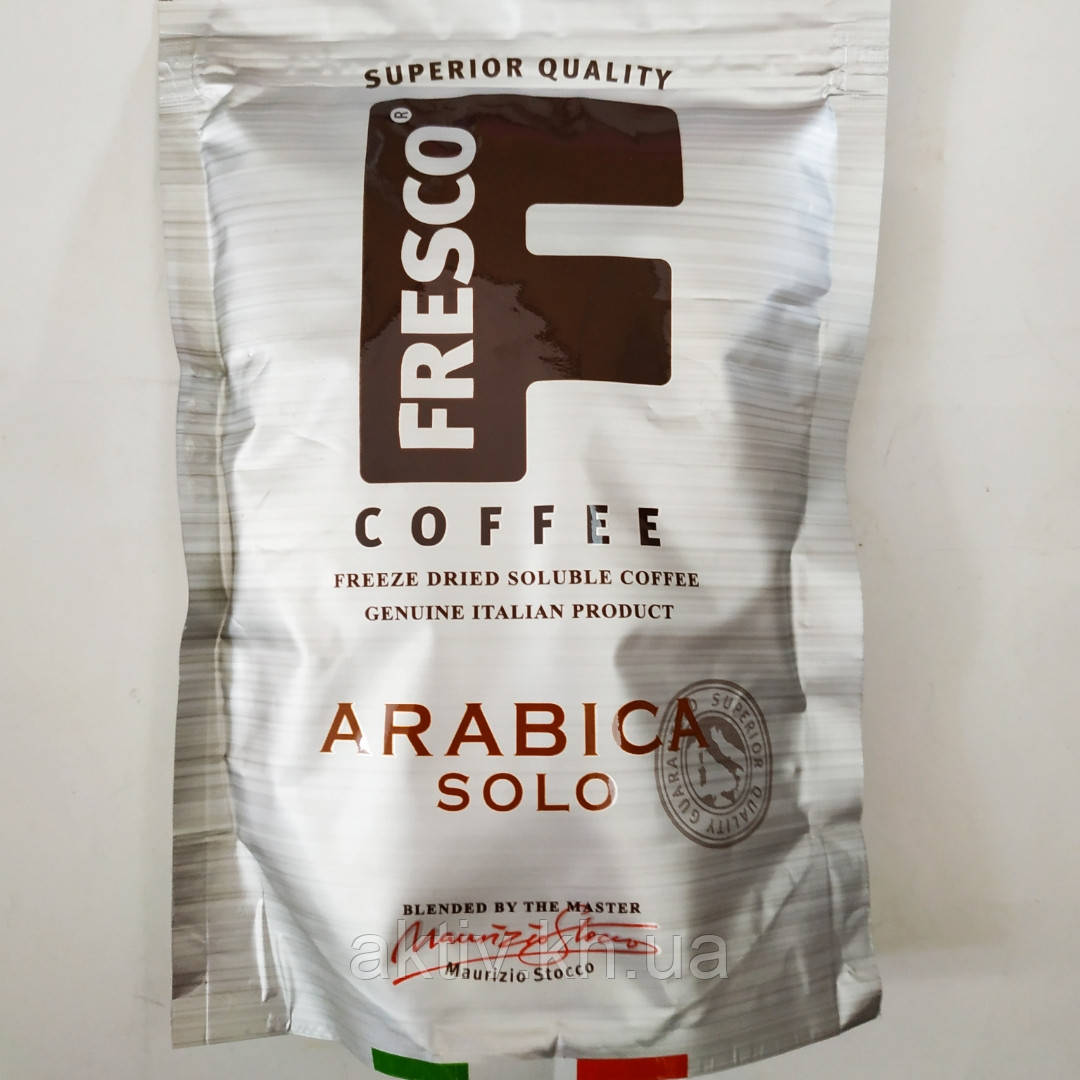 SUPERIOR QUALITY
FRESCO®
COFFEE
FREEZE DRIED SOLUBLE COFFEE
GENUINE ITALIAN PRODUCT
ARABICA
SOLO
SUPERIOR QUALITY GUARAN O
BLENDED BY THE MASTER
Maurizio Stocco
Maurizio Stocco
aktiv.kh.ua